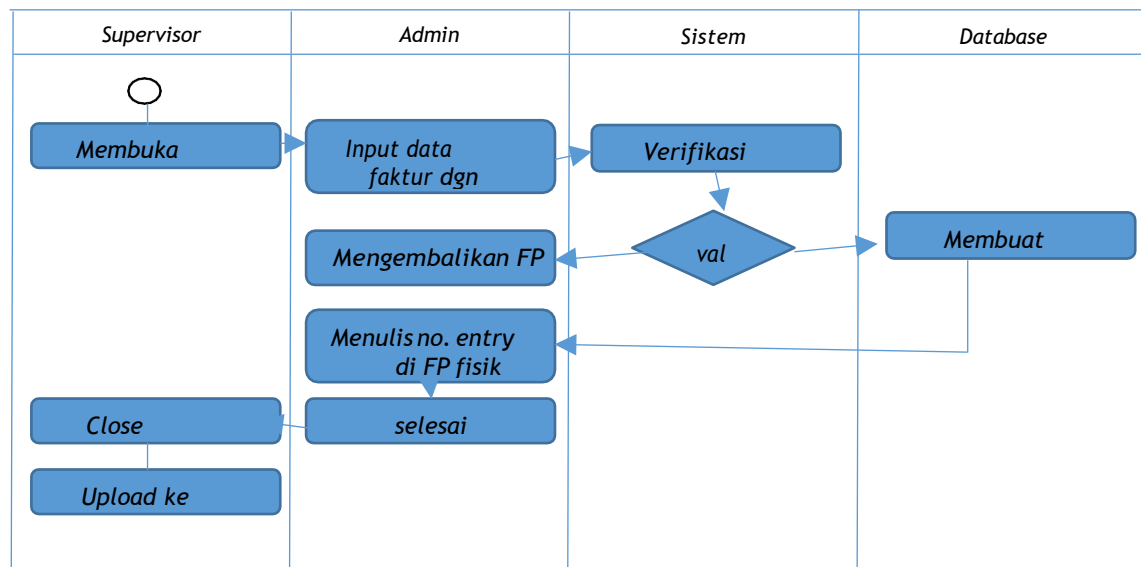 Supervisor
Admin
Sistem
Database
Membuka
Input data
faktur dgn
Verifikasi
Mengembalikan FP
val
Membuat
Menulis no. entry
di FP fisik
Close
selesai
Upload ke